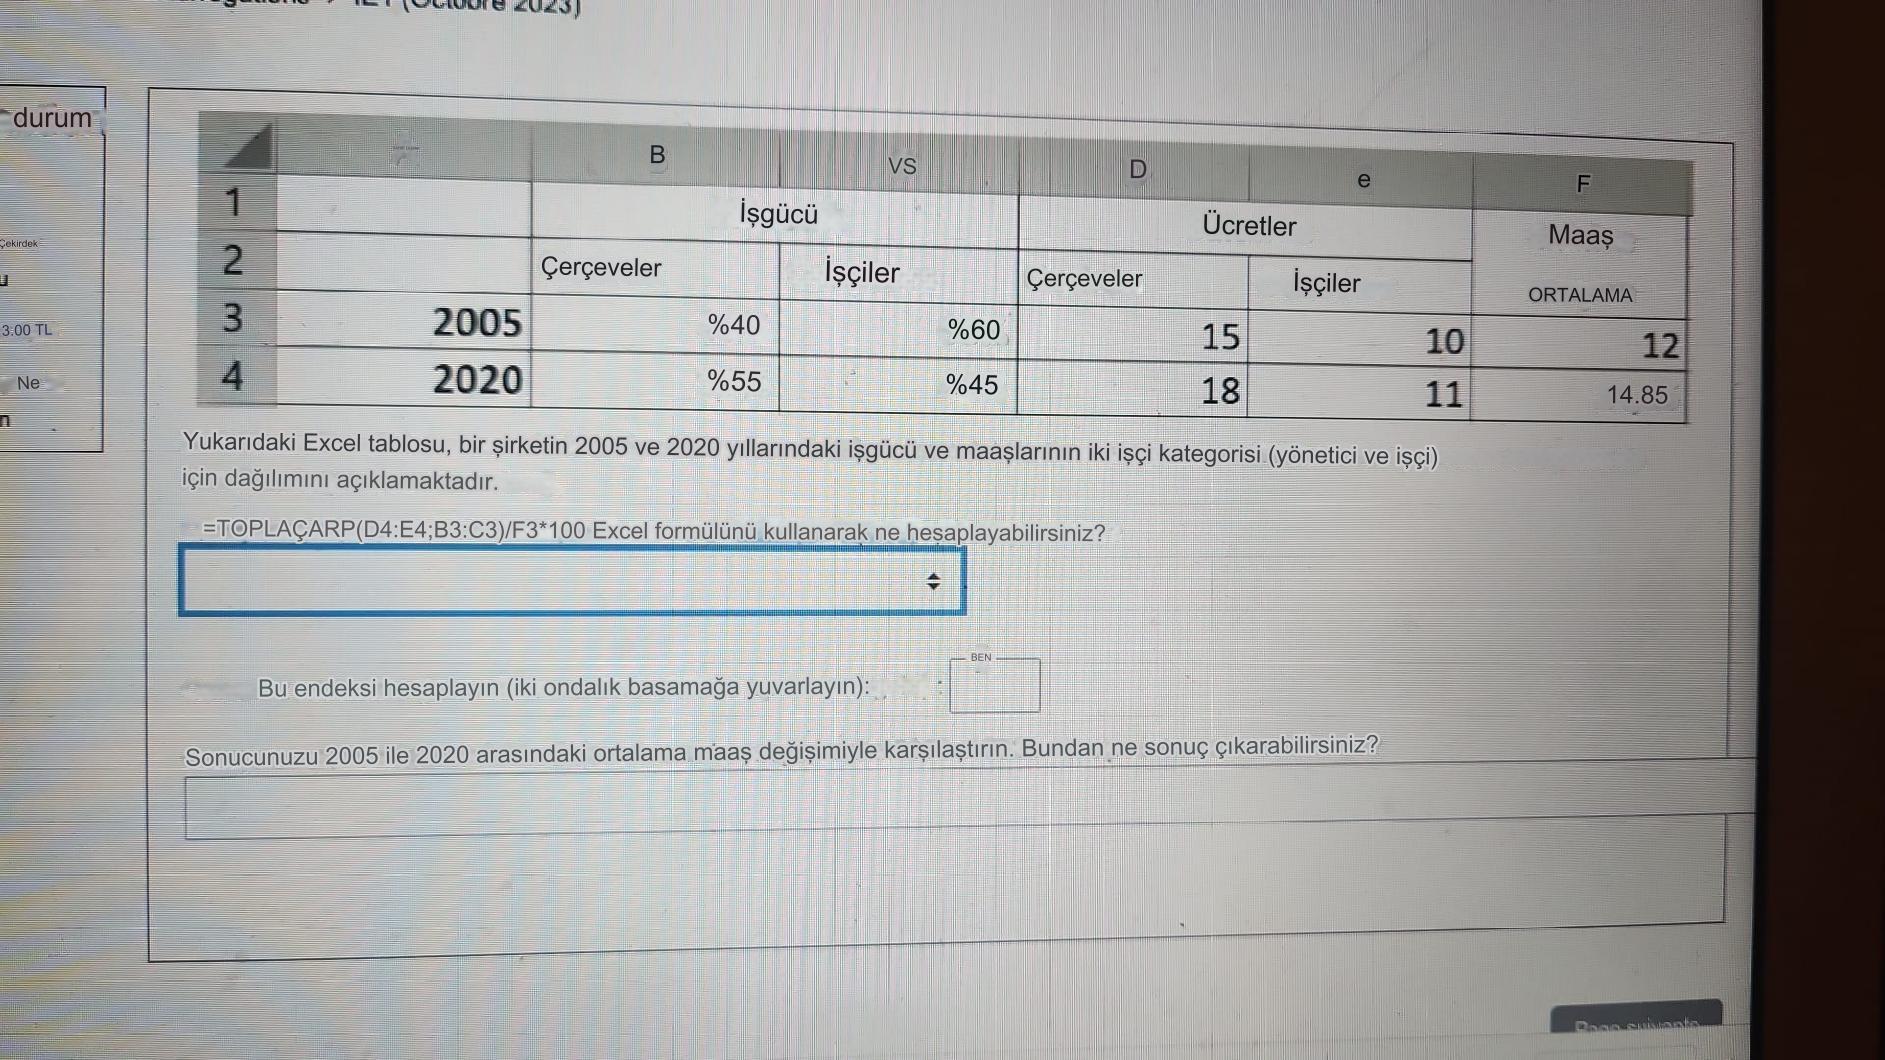 IET (Octobre 2023)
durum
Çekirdek
3.00 TL
Ne
B VS D e F
1 İşgücü Ücretler Maaş
2 Çerçeveler İşçiler Çerçeveler İşçiler ORTALAMA
3 2005 %40 %60 15 10 12
4 2020 %55 %45 18 11 14.85
Yukarıdaki Excel tablosu, bir şirketin 2005 ve 2020 yıllarındaki işgücü ve maaşlarının iki işçi kategorisi (yönetici ve işçi)
için dağılımını açıklamaktadır.
=TOPLAÇARP(D4:E4;B3:C3)/F3*100 Excel formülünü kullanarak ne hesaplayabilirsiniz?
BEN
Bu endeksi hesaplayın (iki ondalık basamağa yuvarlayın): :
Sonucunuzu 2005 ile 2020 arasındaki ortalama maaş değişimiyle karşılaştırın. Bundan ne sonuç çıkarabilirsiniz?
Page suivante